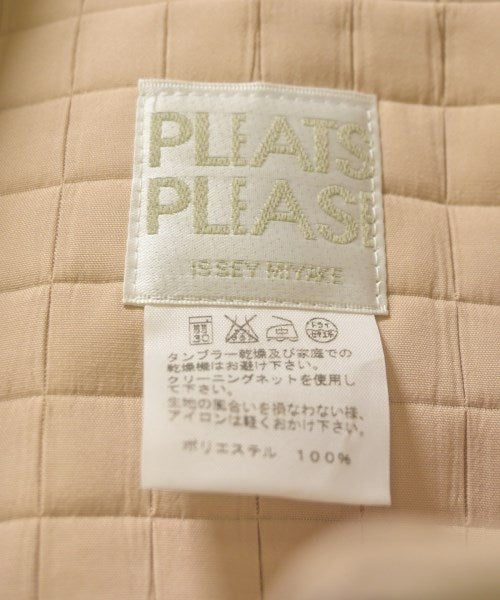 PLEATS
PLEAS
ISSEY MIYAKE
ドライ
タンブラー乾燥及び家庭での
乾燥機はお避け下さい。
クリーニングネットを使用し
て下さい。
生地の風合いを損なわない様、
アイロンは軽くおかけ下さい。
ポリエステル 100%